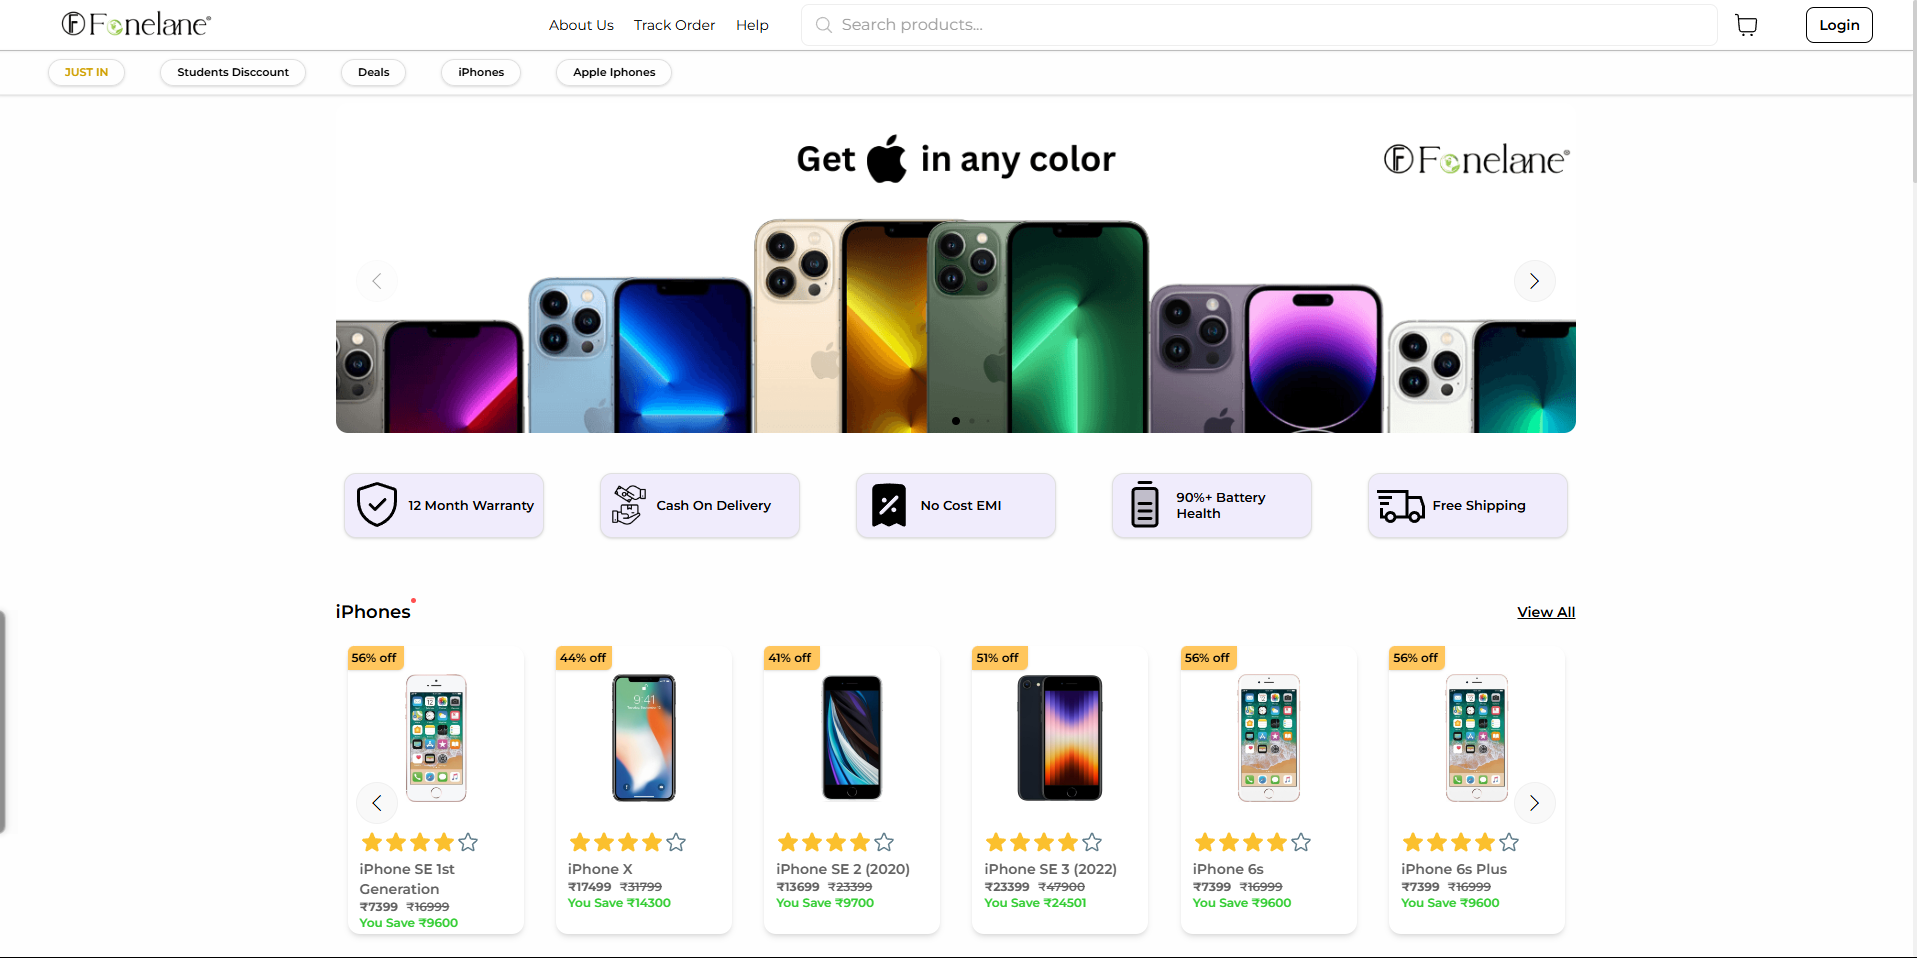 Fonelane®
About Us Track Order Help
Search products...
Login
JUST IN
Students Disccount
Deals
iPhones
Apple Iphones
Get in any color
Fonelane®
12 Month Warranty
Cash On Delivery
No Cost EMI
90%+ Battery
Health
Free Shipping
iPhones
View All
56% off
iPhone SE 1st
Generation
₹7399 ₹16999
You Save ₹9600
44% off
9:41
iPhone X
₹17499 ₹31799
You Save ₹14300
41% off
iPhone SE 2 (2020)
₹13699 ₹23399
You Save ₹9700
51% off
iPhone SE 3 (2022)
₹23399 ₹47900
You Save ₹24501
56% off
iPhone 6s
₹7399 ₹16999
You Save ₹9600
56% off
iPhone 6s Plus
₹7399 ₹16999
You Save ₹9600